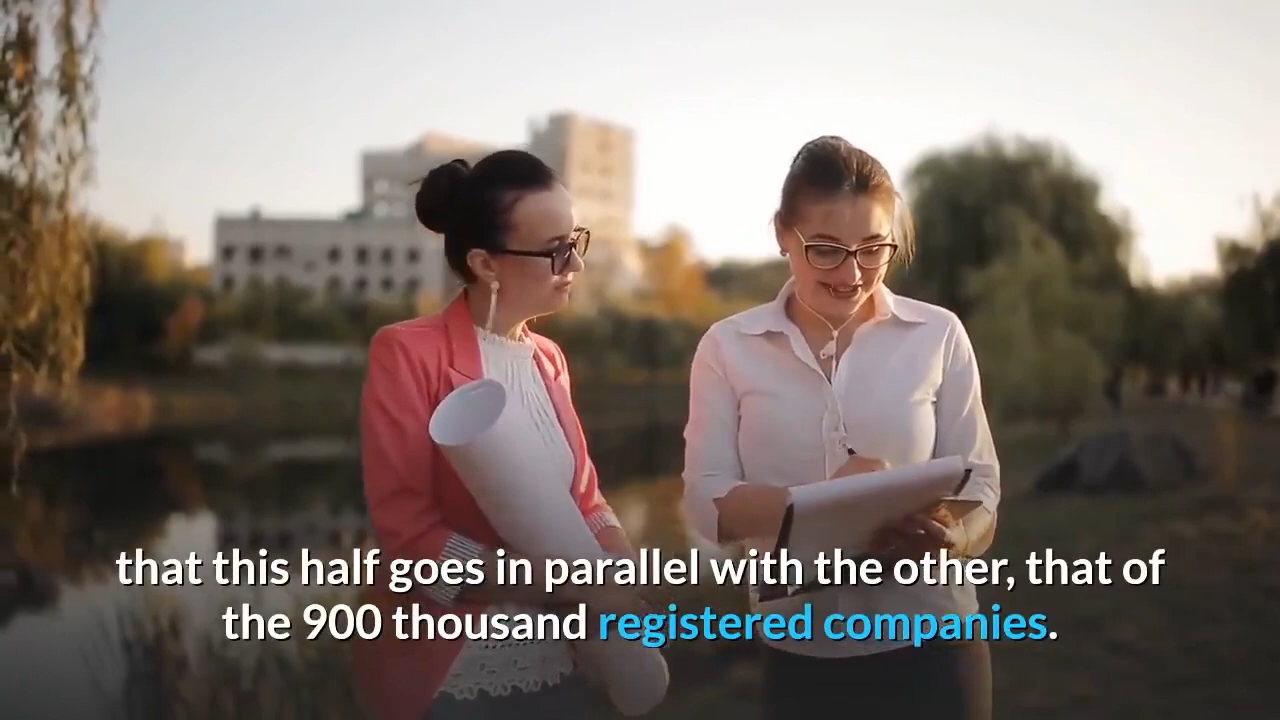 that this half goes in parallel with the other, that of
the 900 thousand registered companies.